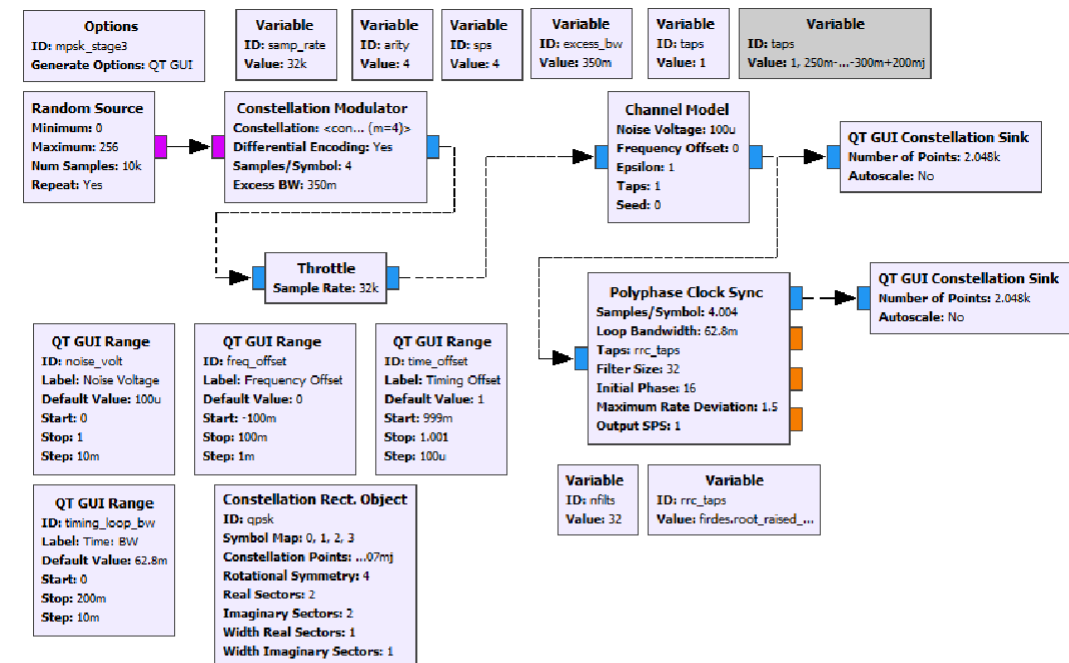 Options
ID: mpsk_stage3
Generate Options: QT GUI
Variable
ID: samp_rate
Value: 32k
Variable
ID: arity
Value: 4
Variable
ID: sps
Value: 4
Variable
ID: excess_bw
Value: 350m
Variable
ID: taps
Value: 1
Variable
ID: taps
Value: 1, 250m-...-300m+200mj
Random Source
Minimum: 0
Maximum: 256
Num Samples: 10k
Repeat: Yes
Constellation Modulator
Constellation: <con... (m=4)>
Differential Encoding: Yes
Samples/Symbol: 4
Excess BW: 350m
Channel Model
Noise Voltage: 100u
Frequency Offset: 0
Epsilon: 1
Taps: 1
Seed: 0
QT GUI Constellation Sink
Number of Points: 2.048k
Autoscale: No
Throttle
Sample Rate: 32k
Polyphase Clock Sync
Samples/Symbol: 4.004
Loop Bandwidth: 62.8m
Taps: rrc_taps
Filter Size: 32
Initial Phase: 16
Maximum Rate Deviation: 1.5
Output SPS: 1
QT GUI Constellation Sink
Number of Points: 2.048k
Autoscale: No
QT GUI Range
ID: noise_volt
Label: Noise Voltage
Default Value: 100u
Start: 0
Stop: 1
Step: 10m
QT GUI Range
ID: freq_offset
Label: Frequency Offset
Default Value: 0
Start: -100m
Stop: 100m
Step: 1m
QT GUI Range
ID: time_offset
Label: Timing Offset
Default Value: 1
Start: 999m
Stop: 1.001
Step: 100u
Variable
ID: nfilts
Value: 32
Variable
ID: rrc_taps
Value: firdes.root_raised_...
QT GUI Range
ID: timing_loop_bw
Label: Time: BW
Default Value: 62.8m
Start: 0
Stop: 200m
Step: 10m
Constellation Rect. Object
ID: qpsk
Symbol Map: 0, 1, 2, 3
Constellation Points: ...07mj
Rotational Symmetry: 4
Real Sectors: 2
Imaginary Sectors: 2
Width Real Sectors: 1
Width Imaginary Sectors: 1